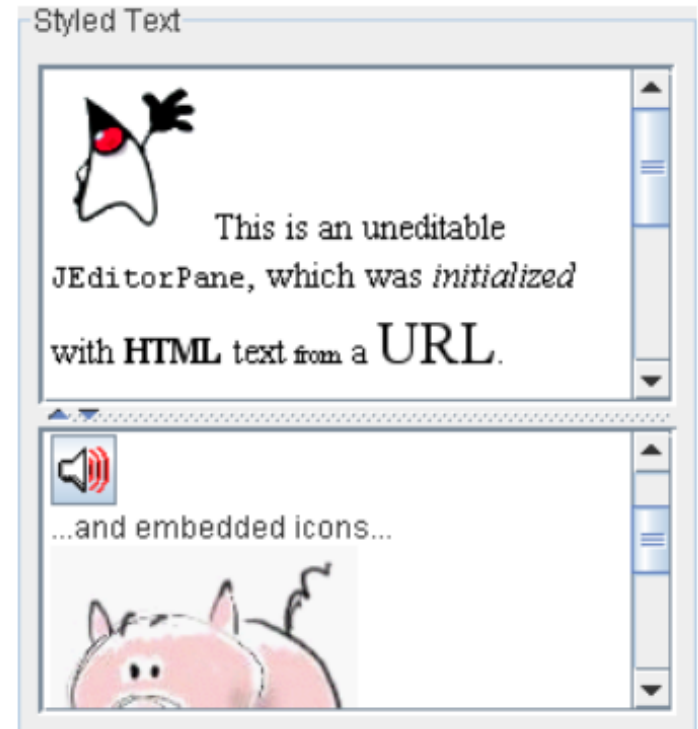 Styled Text
This is an uneditable
JEditorPane, which was initialized
with HTML text from a URL.
...and embedded icons...